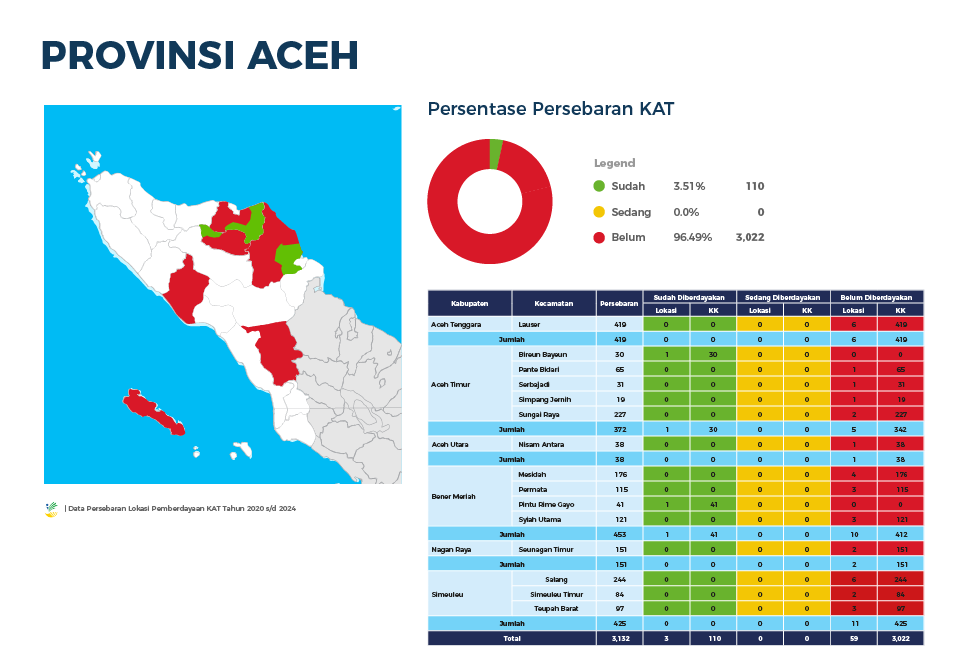 PROVINSI ACEH
Persentase Persebaran KAT
Legend
Sudah 3.51% 110
Sedang 0.0% 0
Belum 96.49% 3,022
Kabupaten Kecamatan Persebaran Sudah Diberdayakan Sedang Diberdayakan Belum Diberdayakan
Lokasi KK Lokasi KK Lokasi KK
Aceh Tenggara Lauser 419 0 0 0 0 6 419
Jumlah 419 0 0 0 0 6 419
Aceh Timur
Bireun Bayeun 30 1 30 0 0 0 0
Pante Bidari 65 0 0 0 0 1 65
Serbajadi 31 0 0 0 0 1 31
Simpang Jernih 19 0 0 0 0 1 19
Sungai Raya 227 0 0 0 0 2 227
Jumlah 372 1 30 0 0 5 342
Aceh Utara Nisam Antara 38 0 0 0 0 1 38
Jumlah 38 0 0 0 0 1 38
Bener Meriah
Mesidah 176 0 0 0 0 4 176
Permata 115 0 0 0 0 3 115
Pintu Rime Gayo 41 1 41 0 0 0 0
Syiah Utama 121 0 0 0 0 3 121
Jumlah 453 1 41 0 0 10 412
Nagan Raya Seunagan Timur 151 0 0 0 0 2 151
Jumlah 151 0 0 0 0 2 151
Simeuleu
Salang 244 0 0 0 0 6 244
Simeuleu Timur 84 0 0 0 0 2 84
Teupah Barat 97 0 0 0 0 3 97
Jumlah 425 0 0 0 0 11 425
Total 3,132 3 110 0 0 59 3,022
| Data Persebaran Lokasi Pemberdayaan KAT Tahun 2020 s/d 2024